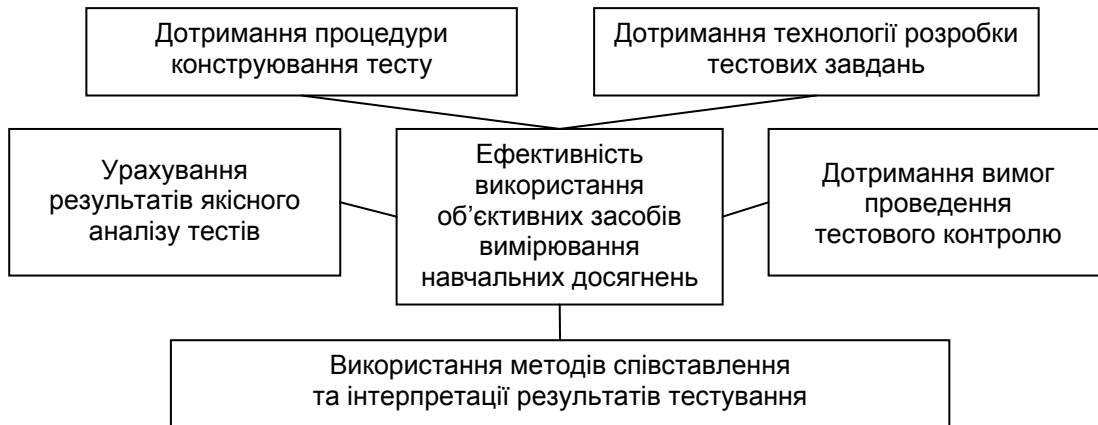 Дотримання процедури
конструювання тесту
Дотримання технології розробки
тестових завдань
Урахування
результатів якісного
аналізу тестів
Ефективність
використання
об’єктивних засобів
вимірювання
навчальних досягнень
Дотримання вимог
проведення
тестового контролю
Використання методів співставлення
та інтерпретації результатів тестування